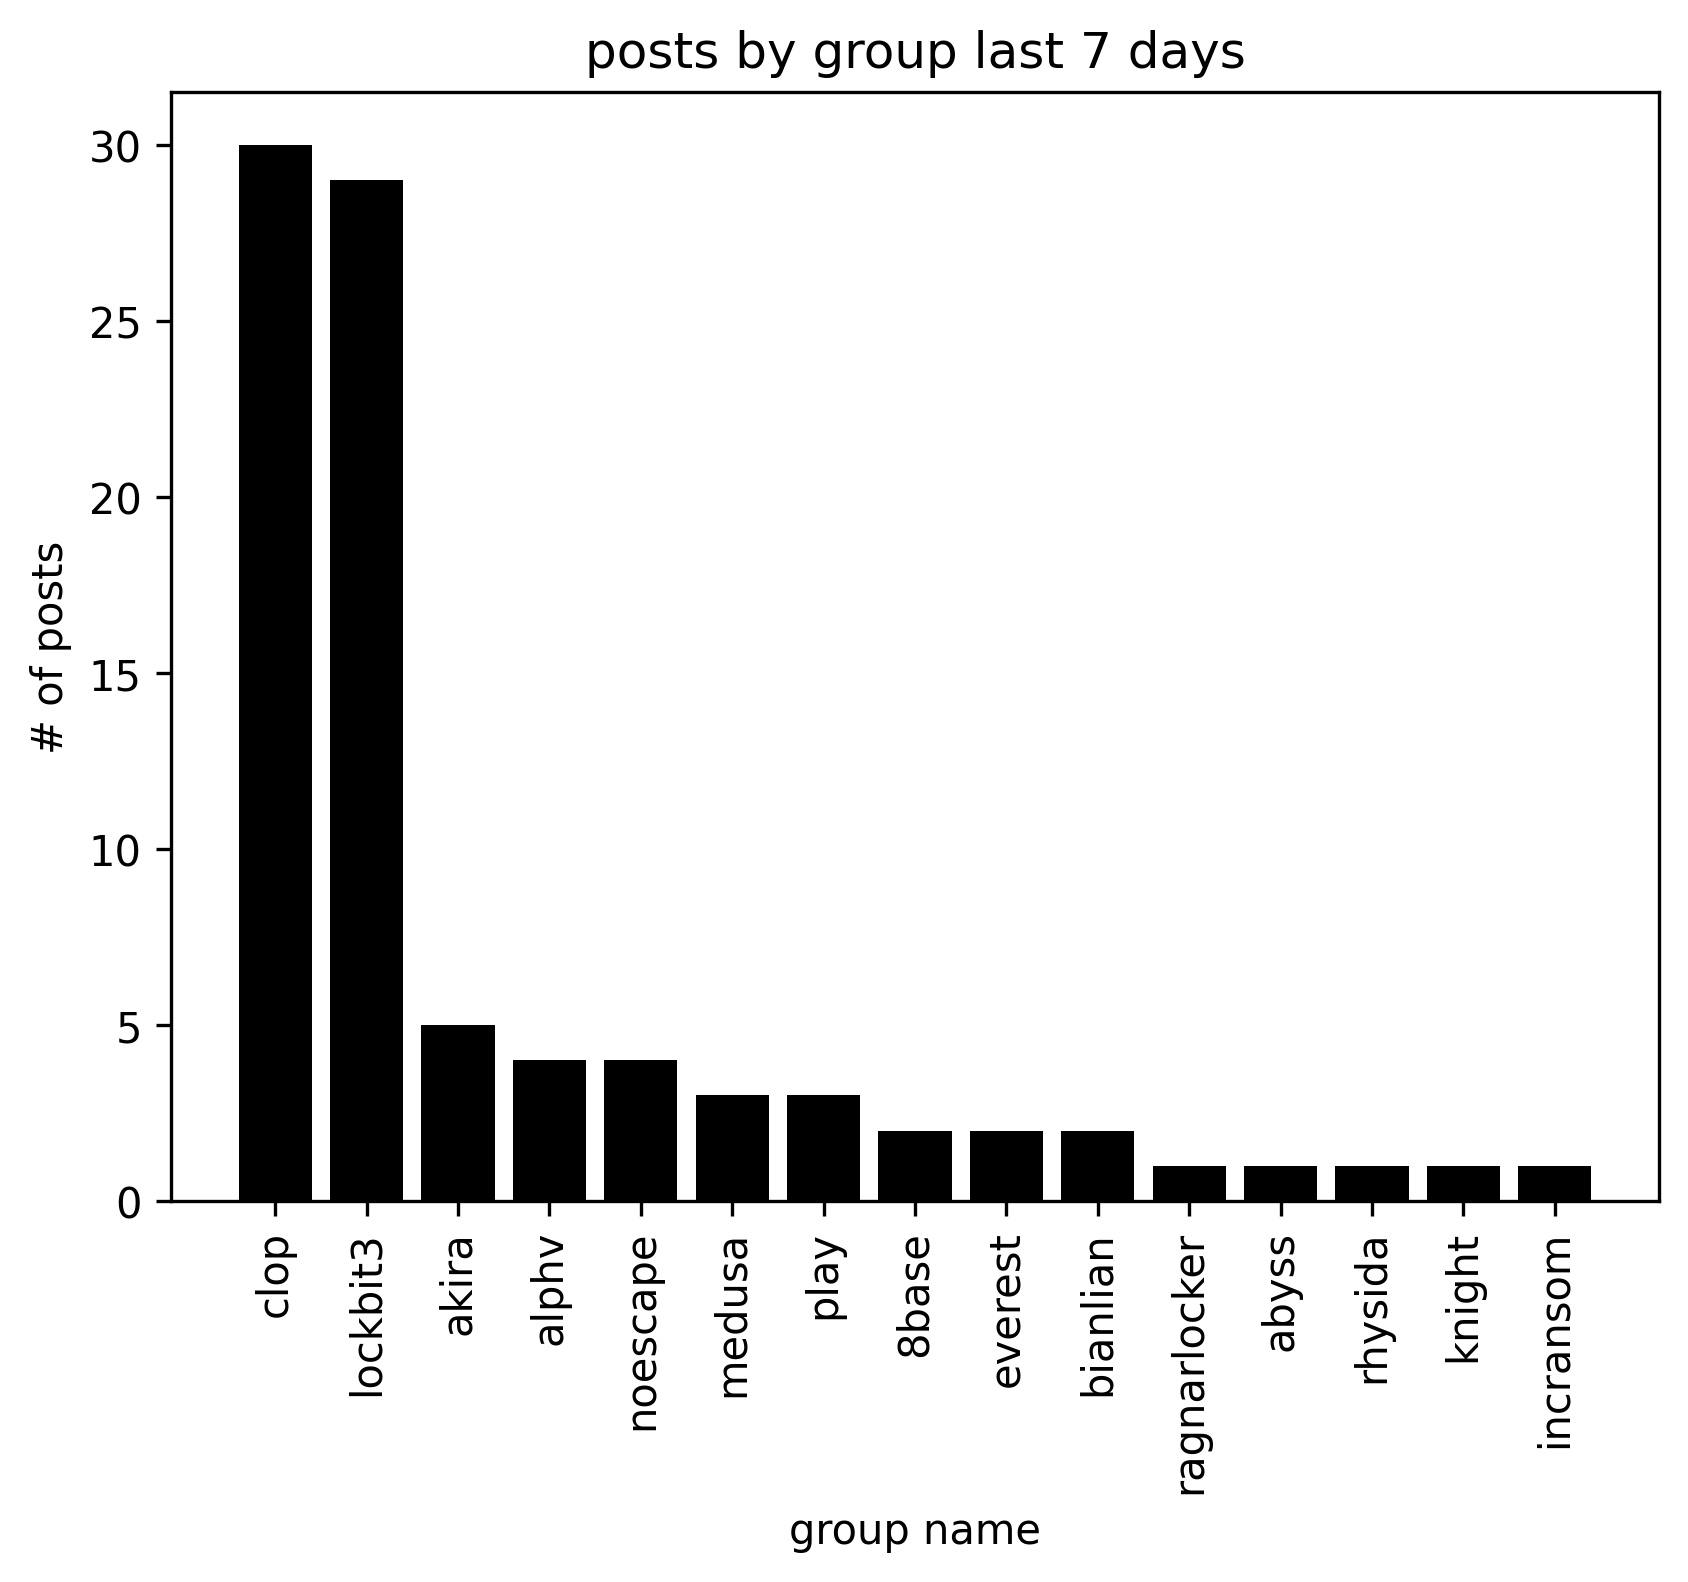 posts by group last 7 days
# of posts
30
25
20
15
10
5
0
clop
lockbit3
akira
alphv
noescape
medusa
play
8base
everest
bianlian
ragnarlocker
abyss
rhysida
knight
incransom
group name